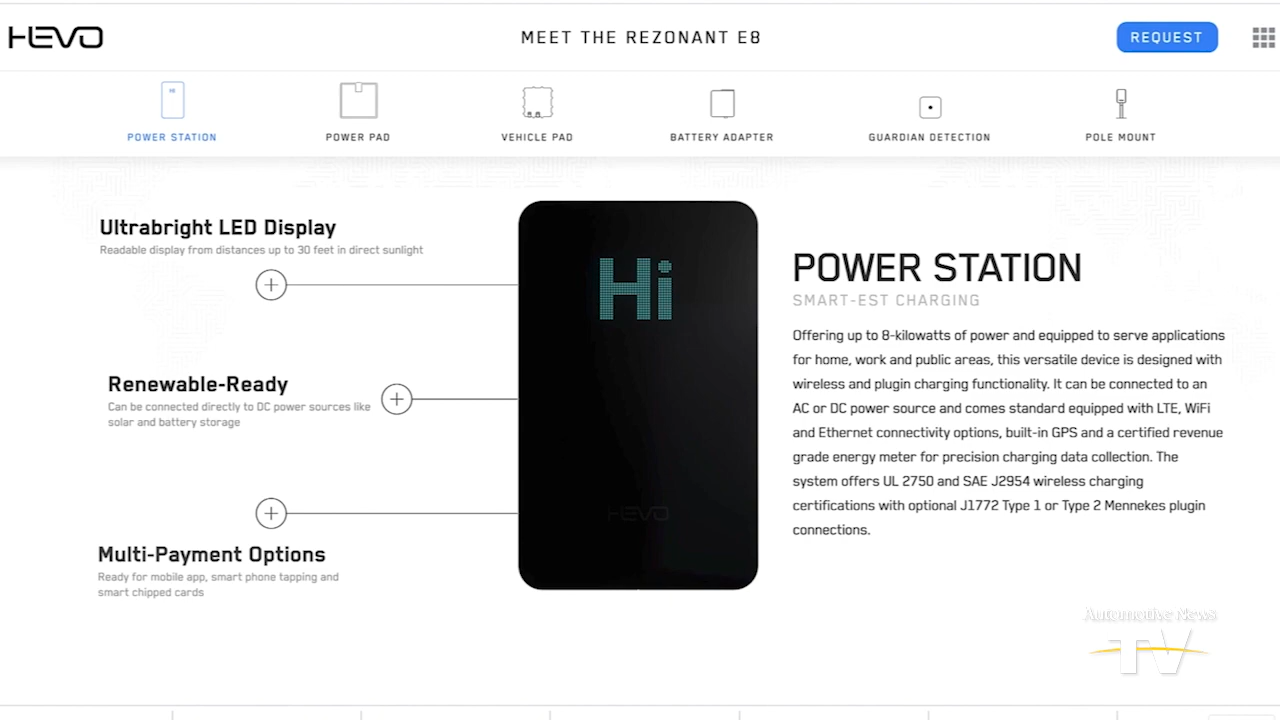 HEVO
MEET THE REZONANT E8
REQUEST
HI
POWER STATION
POWER PAD
VEHICLE PAD
BATTERY ADAPTER
GUARDIAN DETECTION
POLE MOUNT
Ultrabright LED Display
Readable display from distances up to 30 feet in direct sunlight
Renewable-Ready
Can be connected directly to DC power sources like
solar and battery storage
Multi-Payment Options
Ready for mobile app, smart phone tapping and
smart chipped cards
Hi
HEVO
POWER STATION
SMART-EST CHARGING
Offering up to 8-kilowatts of power and equipped to serve applications
for home, work and public areas, this versatile device is designed with
wireless and plugin charging functionality. It can be connected to an
AC or DC power source and comes standard equipped with LTE, WiFi
and Ethernet connectivity options, built-in GPS and a certified revenue
grade energy meter for precision charging data collection. The
system offers UL 2750 and SAE J2954 wireless charging
certifications with optional J1772 Type 1 or Type 2 Mennekes plugin
connections.
Automotive News
TV